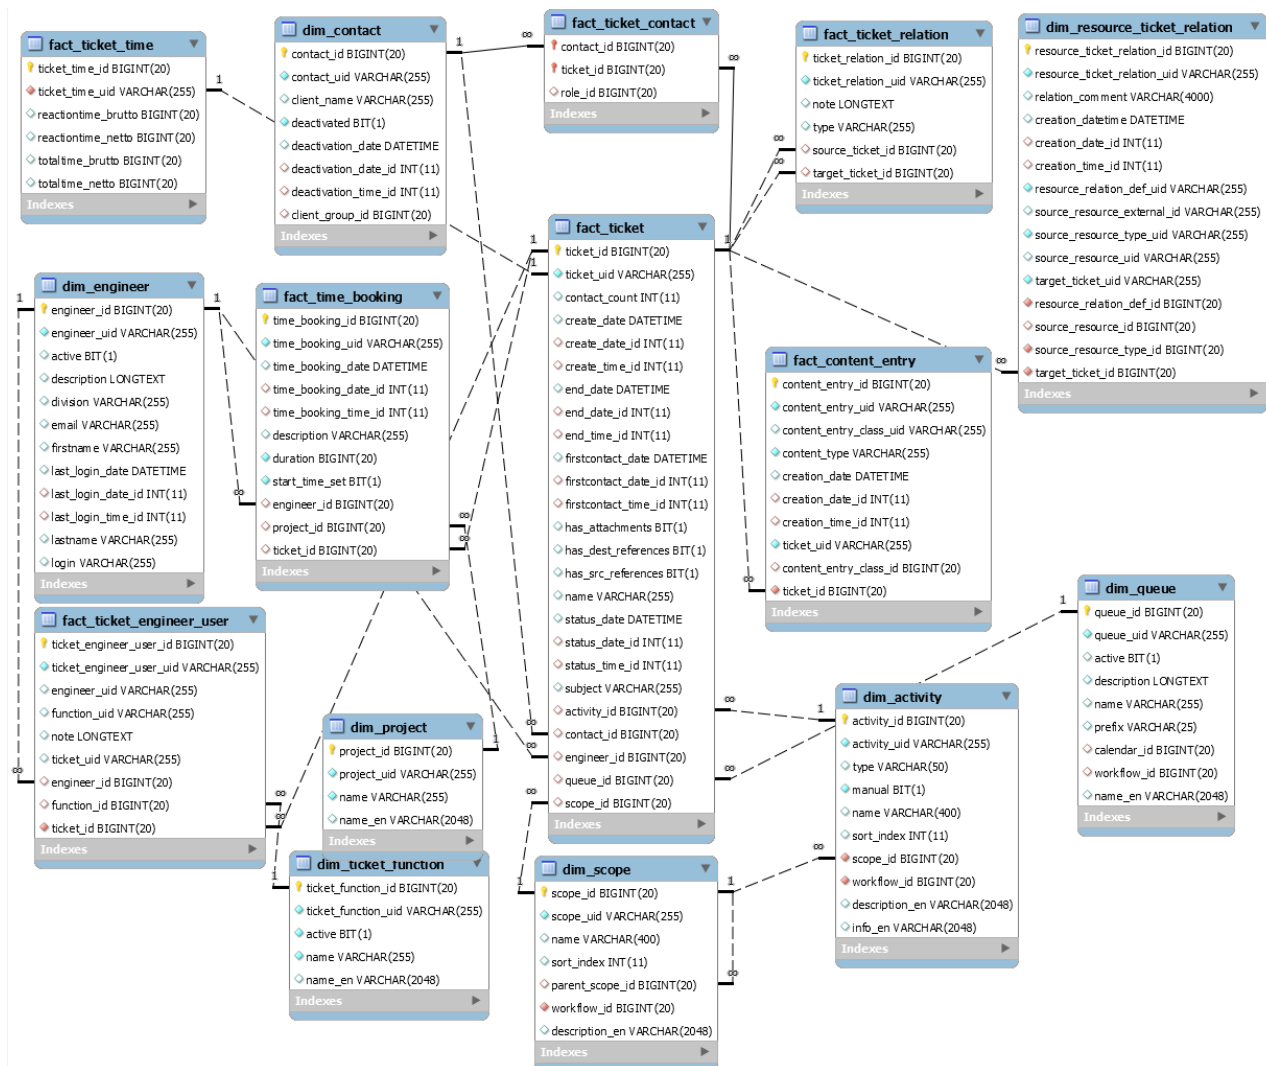 fact_ticket_time
ticket_time_id BIGINT(20)
ticket_time_uid VARCHAR(255)
reactiontime_brutto BIGINT(20)
reactiontime_netto BIGINT(20)
totaltime_brutto BIGINT(20)
totaltime_netto BIGINT(20)
Indexes
1
dim_contact
contact_id BIGINT(20)
contact_uid VARCHAR(255)
client_name VARCHAR(255)
deactivated BIT(1)
deactivation_date DATETIME
deactivation_date_id INT(11)
deactivation_time_id INT(11)
client_group_id BIGINT(20)
Indexes
1
∞
fact_ticket_contact
contact_id BIGINT(20)
ticket_id BIGINT(20)
role_id BIGINT(20)
Indexes
∞
fact_ticket_relation
ticket_relation_id BIGINT(20)
ticket_relation_uid VARCHAR(255)
note LONGTEXT
type VARCHAR(255)
source_ticket_id BIGINT(20)
target_ticket_id BIGINT(20)
Indexes
∞
∞
dim_resource_ticket_relation
resource_ticket_relation_id BIGINT(20)
resource_ticket_relation_uid VARCHAR(255)
relation_comment VARCHAR(4000)
creation_datetime DATETIME
creation_date_id INT(11)
creation_time_id INT(11)
resource_relation_def_uid VARCHAR(255)
source_resource_external_id VARCHAR(255)
source_resource_type_uid VARCHAR(255)
source_resource_uid VARCHAR(255)
target_ticket_uid VARCHAR(255)
resource_relation_def_id BIGINT(20)
source_resource_id BIGINT(20)
source_resource_type_id BIGINT(20)
target_ticket_id BIGINT(20)
Indexes
∞
dim_engineer
engineer_id BIGINT(20)
engineer_uid VARCHAR(255)
active BIT(1)
description LONGTEXT
division VARCHAR(255)
email VARCHAR(255)
firstname VARCHAR(255)
last_login_date DATETIME
last_login_date_id INT(11)
last_login_time_id INT(11)
lastname VARCHAR(255)
login VARCHAR(255)
Indexes
1
1
fact_time_booking
time_booking_id BIGINT(20)
time_booking_uid VARCHAR(255)
time_booking_date DATETIME
time_booking_date_id INT(11)
time_booking_time_id INT(11)
description VARCHAR(255)
duration BIGINT(20)
start_time_set BIT(1)
engineer_id BIGINT(20)
project_id BIGINT(20)
ticket_id BIGINT(20)
Indexes
∞
∞
∞
fact_ticket
ticket_id BIGINT(20)
ticket_uid VARCHAR(255)
contact_count INT(11)
create_date DATETIME
create_date_id INT(11)
create_time_id INT(11)
end_date DATETIME
end_date_id INT(11)
end_time_id INT(11)
firstcontact_date DATETIME
firstcontact_date_id INT(11)
firstcontact_time_id INT(11)
has_attachments BIT(1)
has_dest_references BIT(1)
has_src_references BIT(1)
name VARCHAR(255)
status_date DATETIME
status_date_id INT(11)
status_time_id INT(11)
subject VARCHAR(255)
activity_id BIGINT(20)
contact_id BIGINT(20)
engineer_id BIGINT(20)
queue_id BIGINT(20)
scope_id BIGINT(20)
Indexes
1
1
1
∞
∞
∞
∞
∞
fact_content_entry
content_entry_id BIGINT(20)
content_entry_uid VARCHAR(255)
content_entry_class_uid VARCHAR(255)
content_type VARCHAR(255)
creation_date DATETIME
creation_date_id INT(11)
creation_time_id INT(11)
ticket_uid VARCHAR(255)
content_entry_class_id BIGINT(20)
ticket_id BIGINT(20)
Indexes
∞
dim_queue
queue_id BIGINT(20)
queue_uid VARCHAR(255)
active BIT(1)
description LONGTEXT
name VARCHAR(255)
prefix VARCHAR(25)
calendar_id BIGINT(20)
workflow_id BIGINT(20)
name_en VARCHAR(2048)
Indexes
1
fact_ticket_engineer_user
ticket_engineer_user_id BIGINT(20)
ticket_engineer_user_uid VARCHAR(255)
engineer_uid VARCHAR(255)
function_uid VARCHAR(255)
note LONGTEXT
ticket_uid VARCHAR(255)
engineer_id BIGINT(20)
function_id BIGINT(20)
ticket_id BIGINT(20)
Indexes
∞
∞
∞
dim_project
project_id BIGINT(20)
project_uid VARCHAR(255)
name VARCHAR(255)
name_en VARCHAR(2048)
Indexes
1
dim_activity
activity_id BIGINT(20)
activity_uid VARCHAR(255)
type VARCHAR(50)
manual BIT(1)
name VARCHAR(400)
sort_index INT(11)
scope_id BIGINT(20)
workflow_id BIGINT(20)
description_en VARCHAR(2048)
info_en VARCHAR(2048)
Indexes
1
∞
dim_ticket_function
ticket_function_id BIGINT(20)
ticket_function_uid VARCHAR(255)
active BIT(1)
name VARCHAR(255)
name_en VARCHAR(2048)
Indexes
1
dim_scope
scope_id BIGINT(20)
scope_uid VARCHAR(255)
name VARCHAR(400)
sort_index INT(11)
parent_scope_id BIGINT(20)
workflow_id BIGINT(20)
description_en VARCHAR(2048)
Indexes
1
1
∞